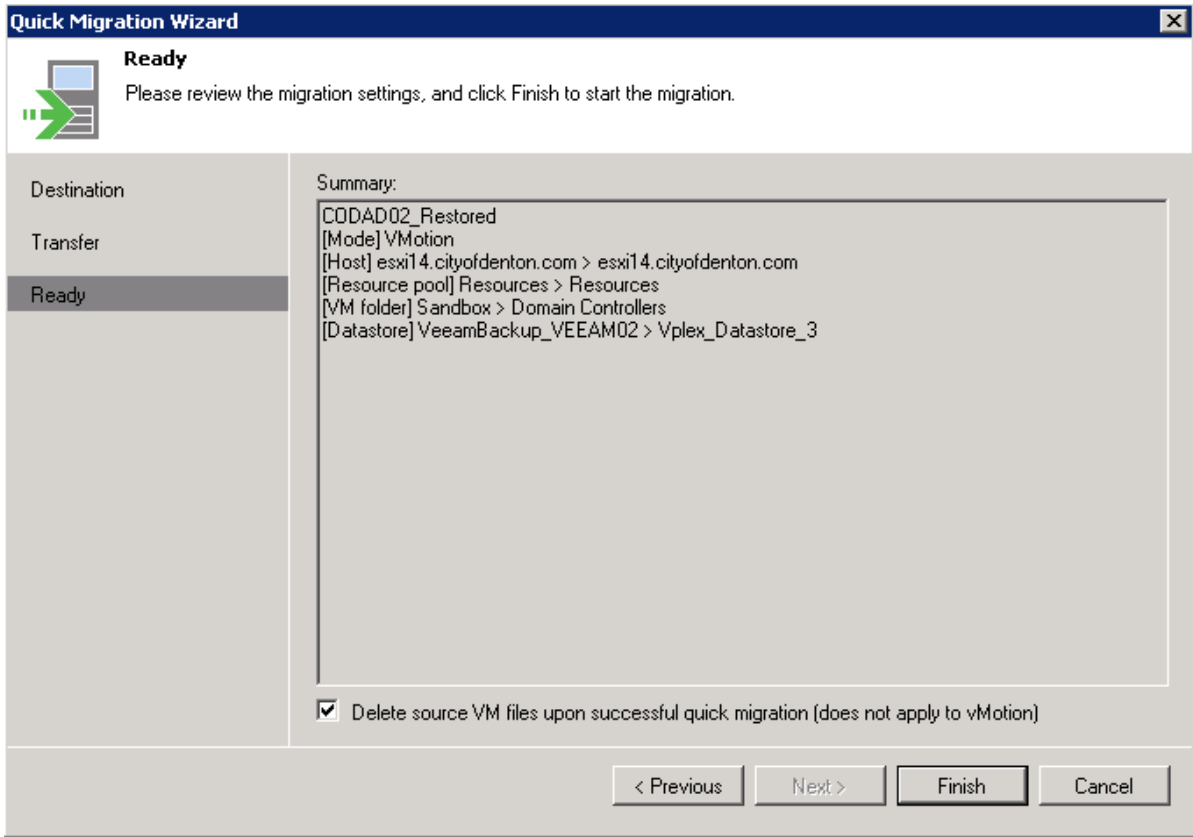 Quick Migration Wizard
Ready
Please review the migration settings, and click Finish to start the migration.
Destination
Transfer
Ready
Summary:
CODAD02_Restored
[Mode] VMotion
[Host] esxi14.cityofdenton.com > esxi14.cityofdenton.com
[Resource pool] Resources > Resources
[VM folder] Sandbox > Domain Controllers
[Datastore] VeeamBackup_VEEAM02 > Vplex_Datastore_3
Delete source VM files upon successful quick migration (does not apply to vMotion)
< Previous
Next >
Finish
Cancel